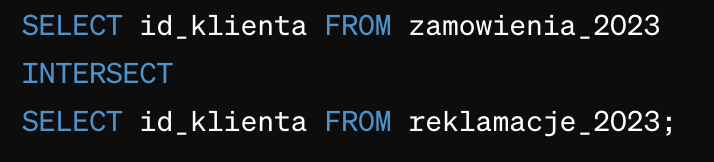 SELECT id_klienta FROM zamowienia_2023
INTERSECT
SELECT id_klienta FROM reklamacje_2023;